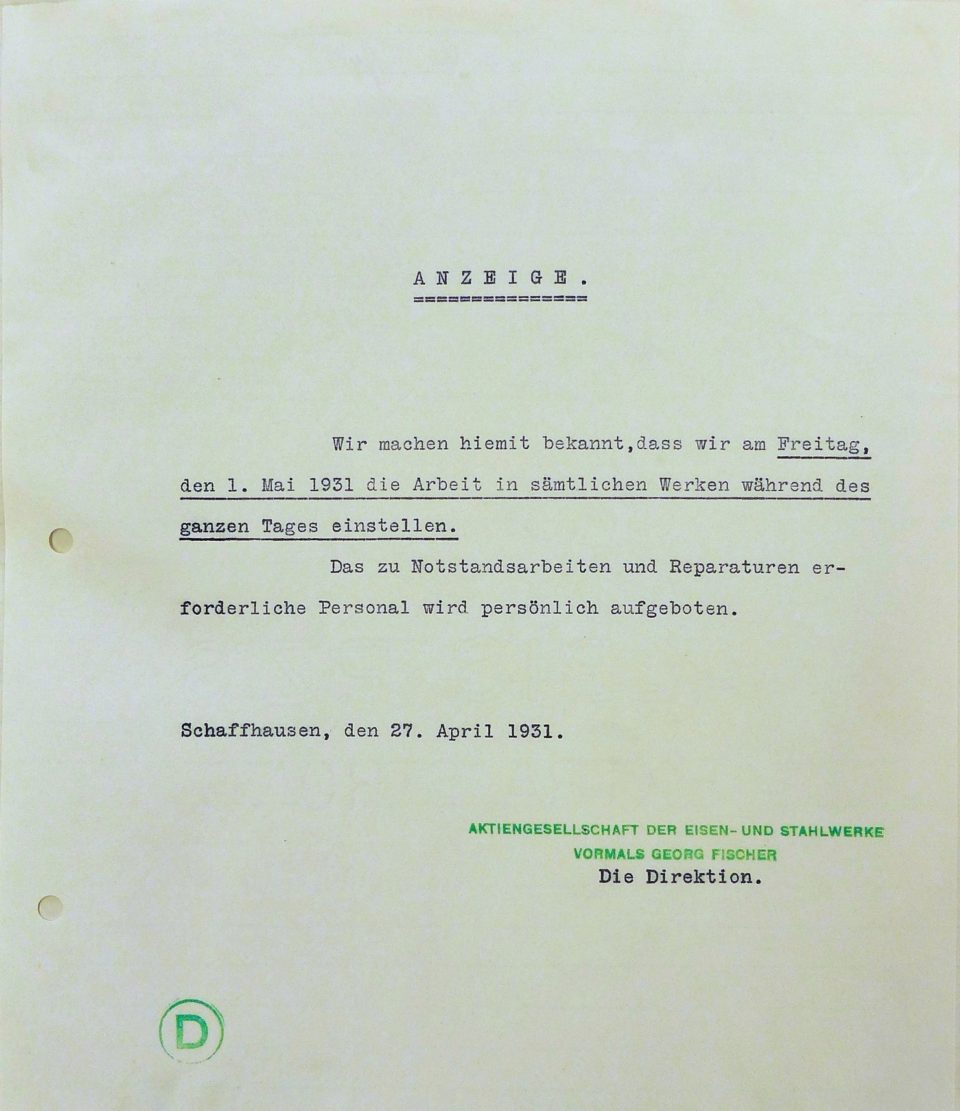 ANZEIGE.
===============
Wir machen hiemit bekannt,dass wir am Freitag,
den 1. Mai 1931 die Arbeit in sämtlichen Werken während des
ganzen Tages einstellen.
Das zu Notstandsarbeiten und Reparaturen er-
forderliche Personal wird persönlich aufgeboten.
Schaffhausen, den 27. April 1931.
AKTIENGESELLSCHAFT DER EISEN- UND STAHLWERKE
VORMALS GEORG FISCHER
Die Direktion.
D